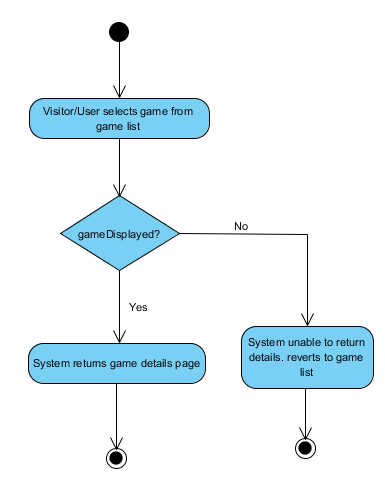 Visitor/User selects game from
game list
gameDisplayed?
No
Yes
System returns game details page
System unable to return
details. reverts to game
list